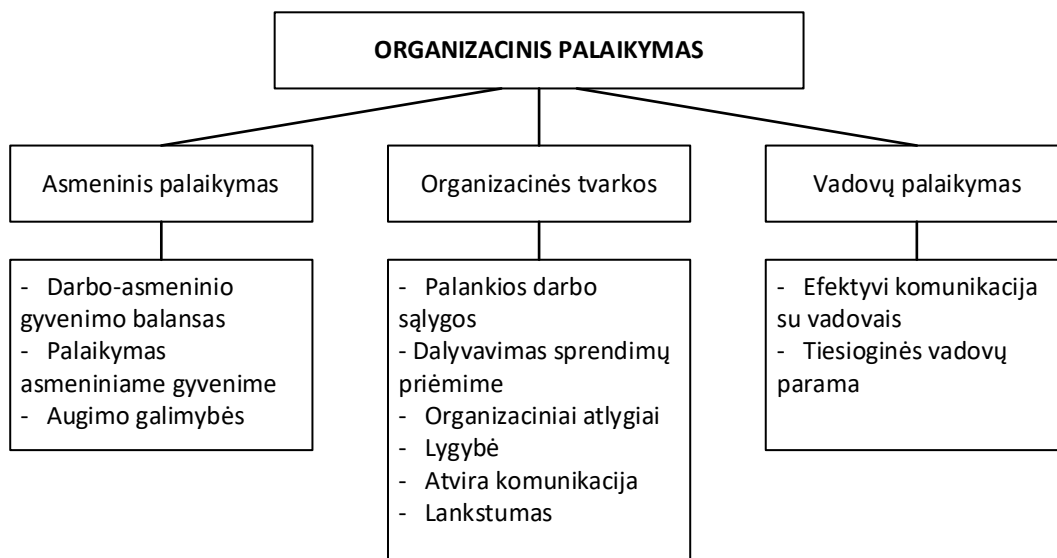 ORGANIZACINIS PALAIKYMAS
Asmeninis palaikymas
Organizacinės tvarkos
Vadovų palaikymas
- Darbo-asmeninio
gyvenimo balansas
- Palaikymas
asmeniniame gyvenime
- Augimo galimybės
- Palankios darbo
sąlygos
- Dalyvavimas sprendimų
priėmime
- Organizaciniai atlygiai
- Lygybė
- Atvira komunikacija
- Lankstumas
- Efektyvi komunikacija
su vadovais
- Tiesioginės vadovų
parama